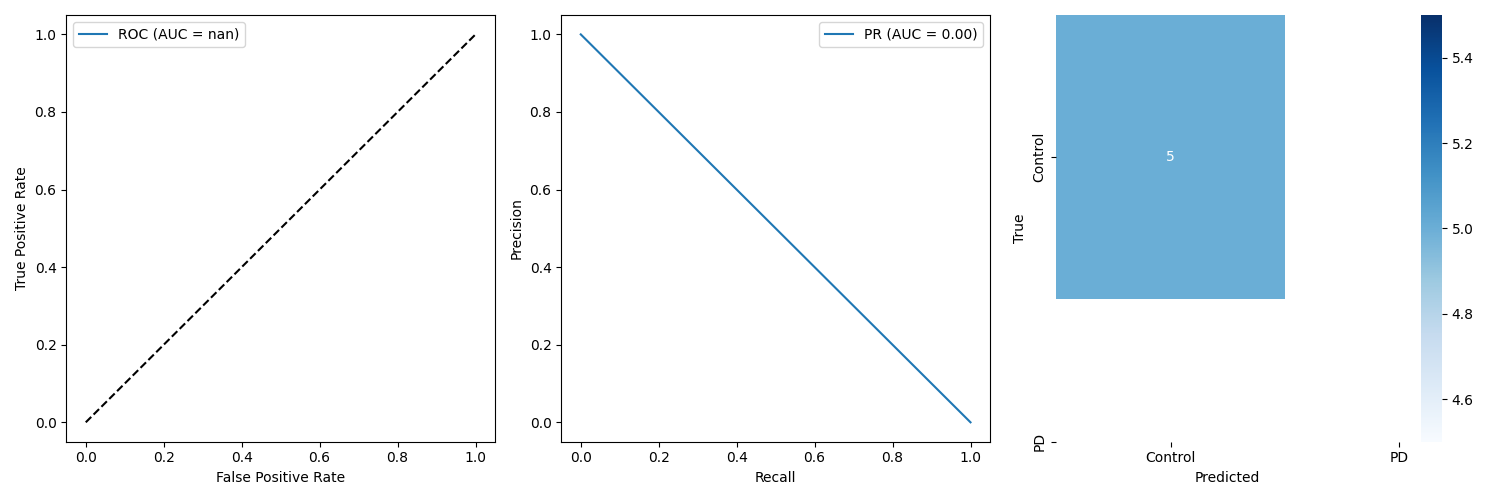 ROC (AUC = nan)
1.0
0.8
0.6
0.4
0.2
0.0
True Positive Rate
0.0 0.2 0.4 0.6 0.8 1.0
False Positive Rate
PR (AUC = 0.00)
1.0
0.8
0.6
0.4
0.2
0.0
Precision
0.0 0.2 0.4 0.6 0.8 1.0
Recall
5
Control
PD
True
Control PD
Predicted
5.4
5.2
5.0
4.8
4.6